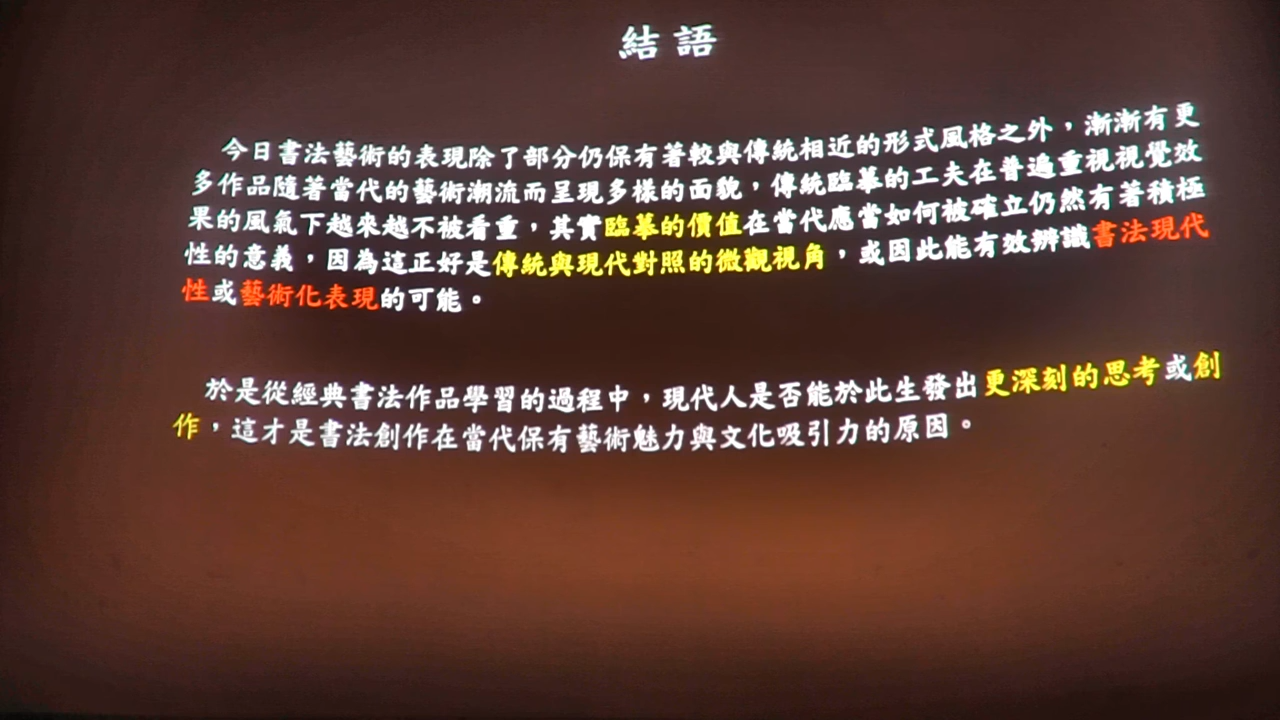 結語
今日書法藝術的表現除了部分仍保有著較與傳統相近的形式風格之外，漸漸有更
多作品隨著當代的藝術潮流而呈現多樣的面貌，傳統臨摹的工夫在普遍重視視覺效
果的風氣下越來越不被看重，其實臨摹的價值在當代應當如何被確立仍然有著積極
性的意義，因為這正好是傳統與現代對照的微觀視角，或因此能有效辨識書法現代
性或藝術化表現的可能。
於是從經典書法作品學習的過程中，現代人是否能於此生發出更深刻的思考或創
作，這才是書法創作在當代保有藝術魅力與文化吸引力的原因。